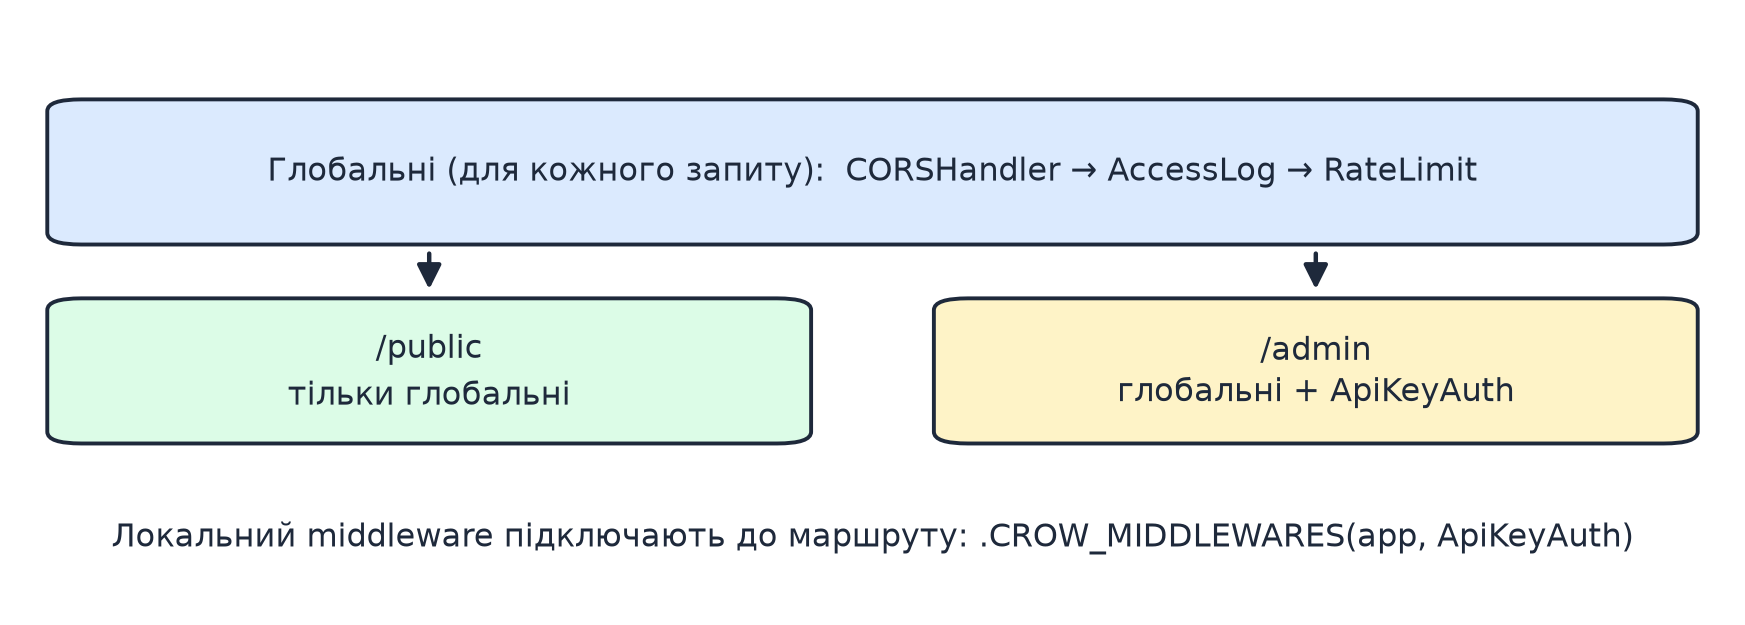 Глобальні (для кожного запиту):  CORSHandler → AccessLog → RateLimit
/public
тільки глобальні
/admin
глобальні + ApiKeyAuth
Локальний middleware підключають до маршруту: .CROW_MIDDLEWARES(app, ApiKeyAuth)